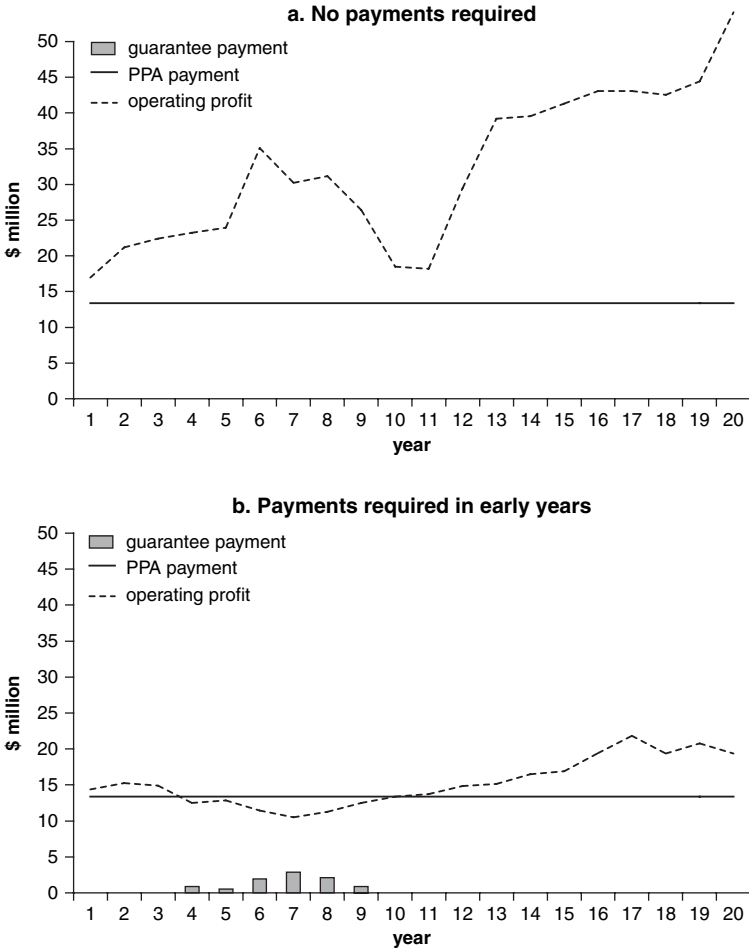 a. No payments required
50
45
40
35
30
25
20
15
10
5
0
$ million
guarantee payment
PPA payment
operating profit
1 2 3 4 5 6 7 8 9 10 11 12 13 14 15 16 17 18 19 20
year
b. Payments required in early years
50
45
40
35
30
25
20
15
10
5
0
$ million
guarantee payment
PPA payment
operating profit
1 2 3 4 5 6 7 8 9 10 11 12 13 14 15 16 17 18 19 20
year